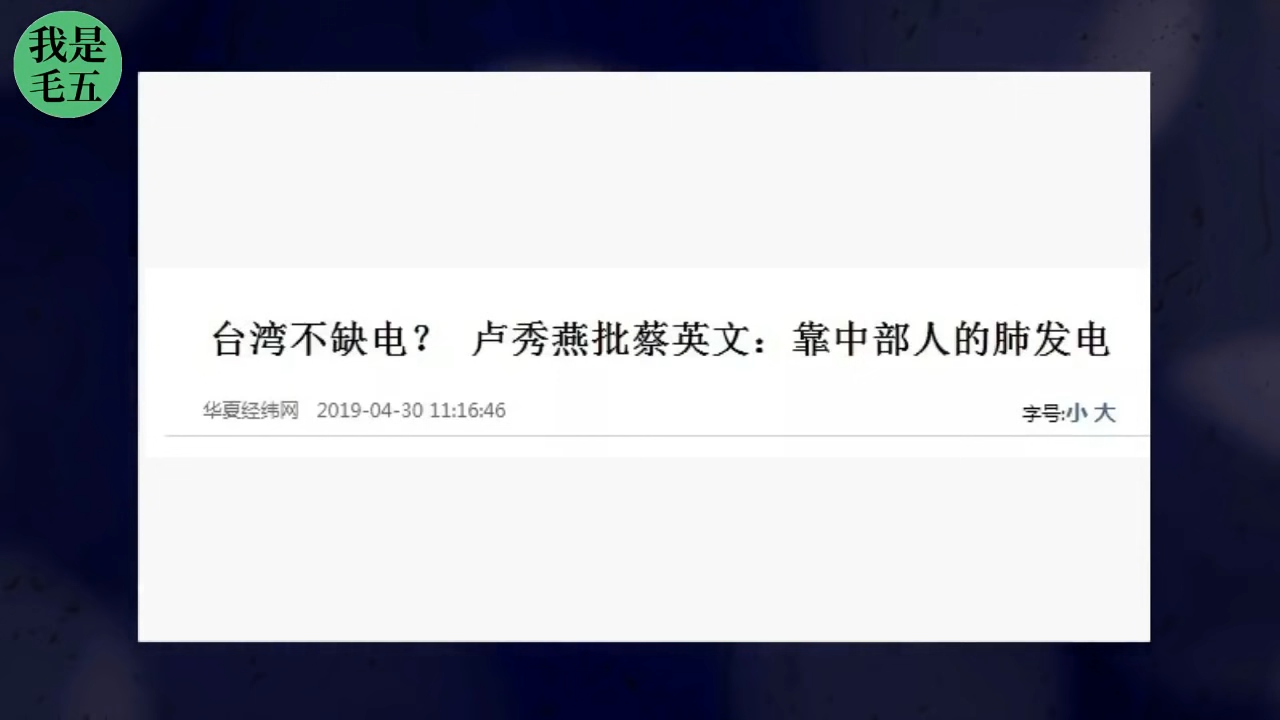 我是
毛五
台湾不缺电? 卢秀燕批蔡英文：靠中部人的肺发电
华夏经纬网 2019-04-30 11:16:46 字号:小 大